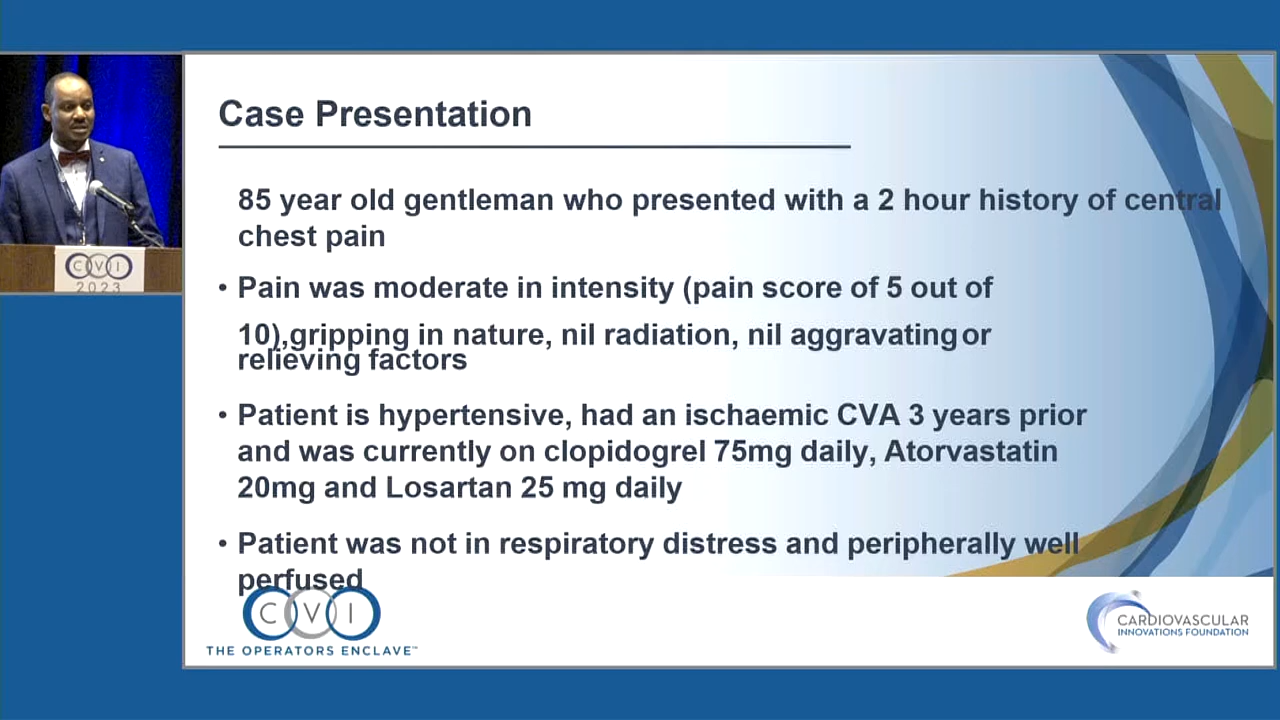 Case Presentation
85 year old gentleman who presented with a 2 hour history of central
chest pain
• Pain was moderate in intensity (pain score of 5 out of
10),gripping in nature, nil radiation, nil aggravating or
relieving factors
• Patient is hypertensive, had an ischaemic CVA 3 years prior
and was currently on clopidogrel 75mg daily, Atorvastatin
20mg and Losartan 25 mg daily
• Patient was not in respiratory distress and peripherally well
perfused
CVI
2023
CVI
THE OPERATORS ENCLAVE™
CARDIOVASCULAR
INNOVATIONS FOUNDATION